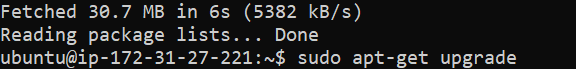 Fetched 30.7 MB in 6s (5382 kB/s)
Reading package lists... Done
ubuntu@ip-172-31-27-221:~$ sudo apt-get upgrade